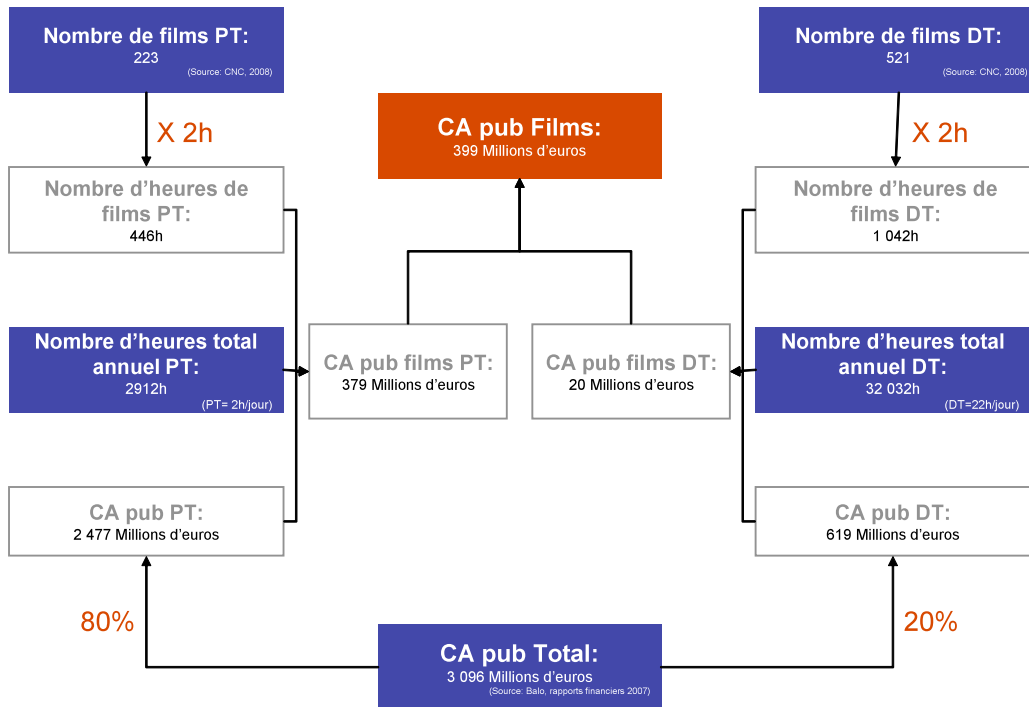 Nombre de films PT:
223
(Source: CNC, 2008)
Nombre de films DT:
521
(Source: CNC, 2008)
X 2h
CA pub Films:
399 Millions d’euros
X 2h
Nombre d’heures de
films PT:
446h
Nombre d’heures de
films DT:
1 042h
Nombre d’heures total
annuel PT:
2912h
(PT= 2h/jour)
CA pub films PT:
379 Millions d’euros
CA pub films DT:
20 Millions d’euros
Nombre d’heures total
annuel DT:
32 032h
(DT=22h/jour)
CA pub PT:
2 477 Millions d’euros
CA pub DT:
619 Millions d’euros
80%
20%
CA pub Total:
3 096 Millions d’euros
(Source: Balo, rapports financiers 2007)